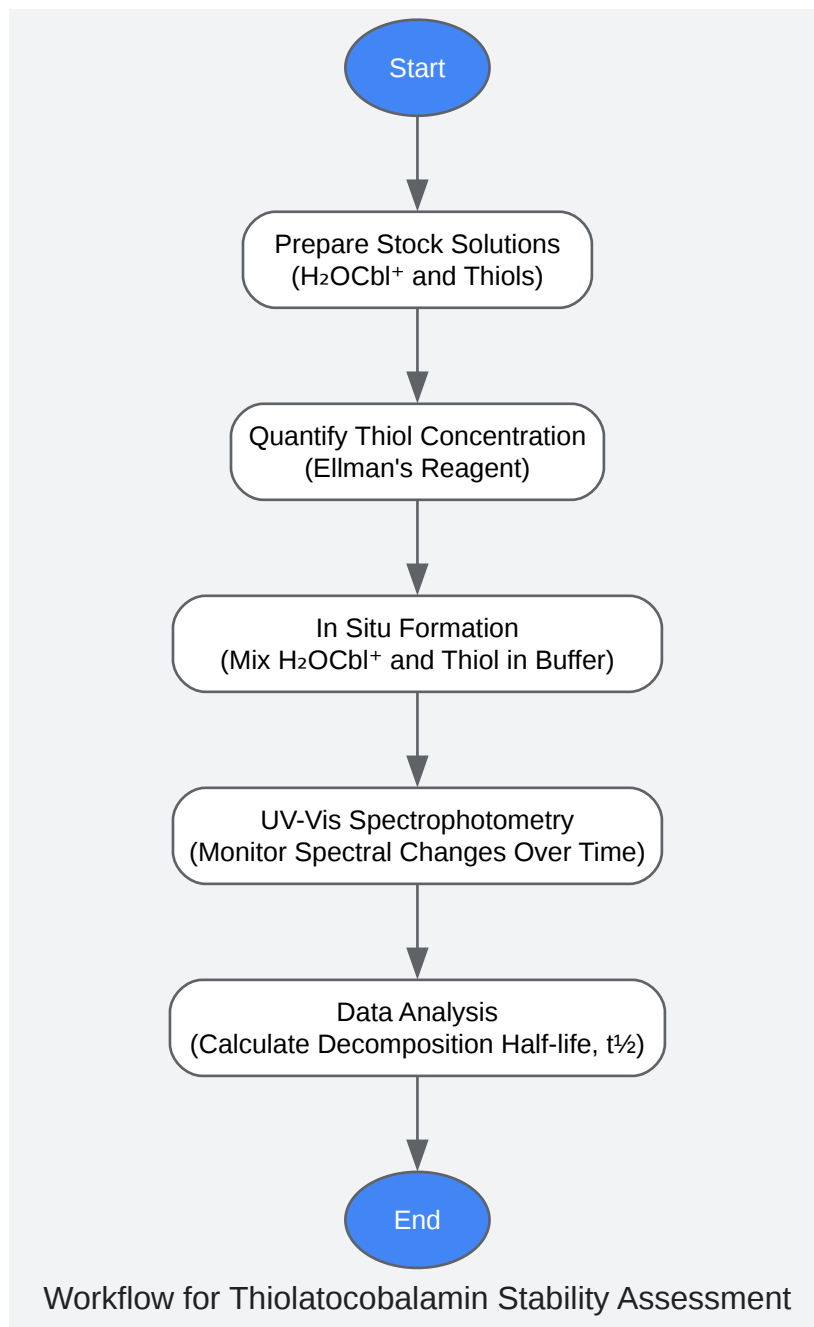 Start
Prepare Stock Solutions
(H₂OCbl⁺ and Thiols)
Quantify Thiol Concentration
(Ellman's Reagent)
In Situ Formation
(Mix H₂OCbl⁺ and Thiol in Buffer)
UV-Vis Spectrophotometry
(Monitor Spectral Changes Over Time)
Data Analysis
(Calculate Decomposition Half-life, t½)
End
Workflow for Thiolatocobalamin Stability Assessment